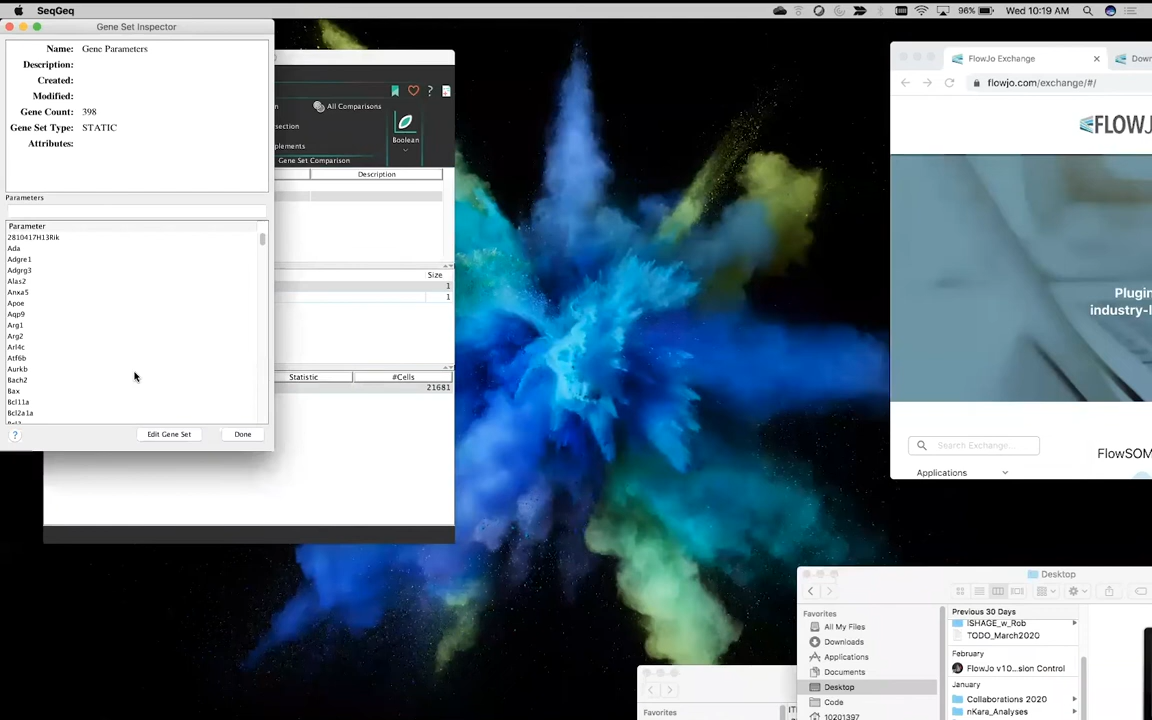 SeqGeq
96%
Wed 10:19 AM
Gene Set Inspector
Name: Gene Parameters
Description:
Created:
Modified:
Gene Count: 398
Gene Set Type: STATIC
Attributes:
Parameters
Parameter
2810417H13Rik
Ada
Adgre1
Adgrg3
Alas2
Anxa5
Apoe
Aqp9
Arg1
Arg2
Arl4c
Atf6b
Aurkb
Bach2
Bax
Bcl11a
Bcl2a1a
?
Edit Gene Set
Done
?
All Comparisons
section
plements
Boolean
Gene Set Comparison
Description
Size
1
1
Statistic
#Cells
21681
FlowJo Exchange
Down
flowjo.com/exchange/#/
FLOWJ
Plugin
industry-l
Search Exchange...
FlowSOM
Applications
Desktop
Favorites
All My Files
Downloads
Applications
Documents
Desktop
Code
10201397
Previous 30 Days
ISHAGE_w_Rob
TODO_March2020
February
FlowJo v10...sion Control
January
Collaborations 2020
nKara_Analyses
Favorites